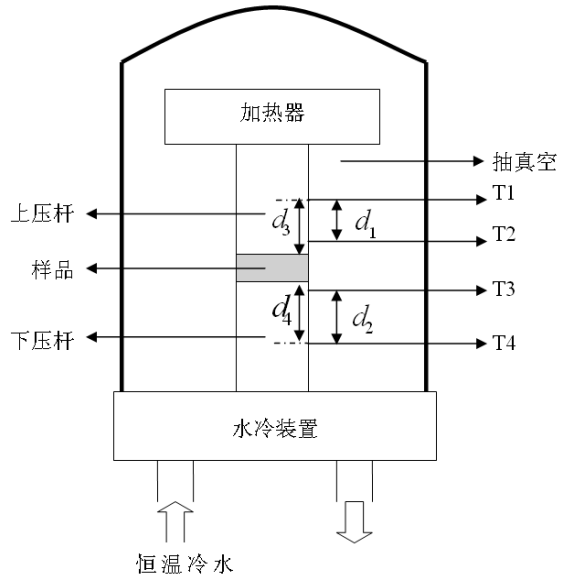 加热器
抽真空
T1
上压杆
d₃
d₁
T2
样品
T3
d₄
d₂
下压杆
T4
水冷装置
恒温冷水